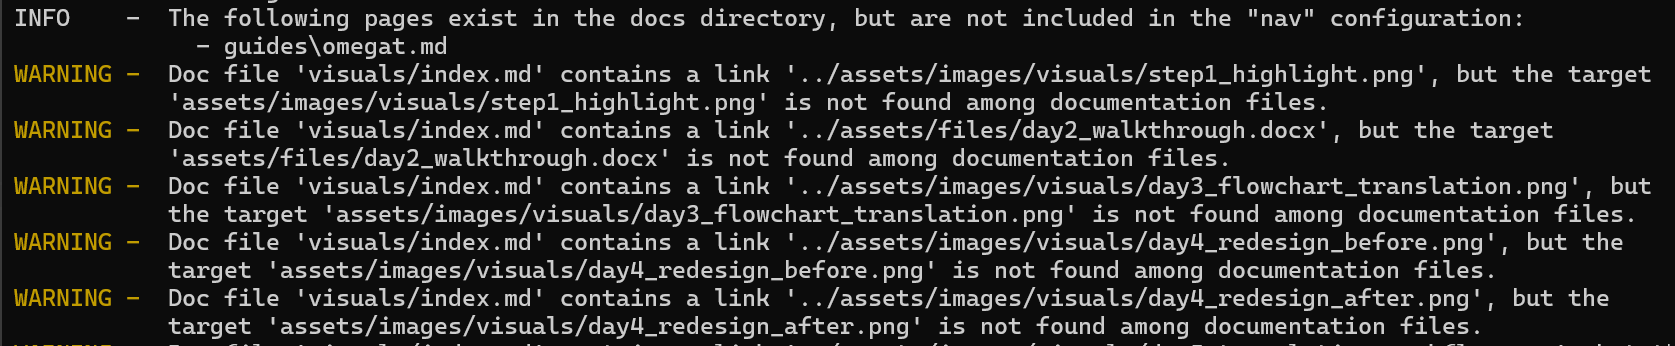 INFO    -  The following pages exist in the docs directory, but are not included in the "nav" configuration:
             - guides\omegat.md
WARNING -  Doc file 'visuals/index.md' contains a link '../assets/images/visuals/step1_highlight.png', but the target
           'assets/images/visuals/step1_highlight.png' is not found among documentation files.
WARNING -  Doc file 'visuals/index.md' contains a link '../assets/files/day2_walkthrough.docx', but the target
           'assets/files/day2_walkthrough.docx' is not found among documentation files.
WARNING -  Doc file 'visuals/index.md' contains a link '../assets/images/visuals/day3_flowchart_translation.png', but
           the target 'assets/images/visuals/day3_flowchart_translation.png' is not found among documentation files.
WARNING -  Doc file 'visuals/index.md' contains a link '../assets/images/visuals/day4_redesign_before.png', but the
           target 'assets/images/visuals/day4_redesign_before.png' is not found among documentation files.
WARNING -  Doc file 'visuals/index.md' contains a link '../assets/images/visuals/day4_redesign_after.png', but the
           target 'assets/images/visuals/day4_redesign_after.png' is not found among documentation files.